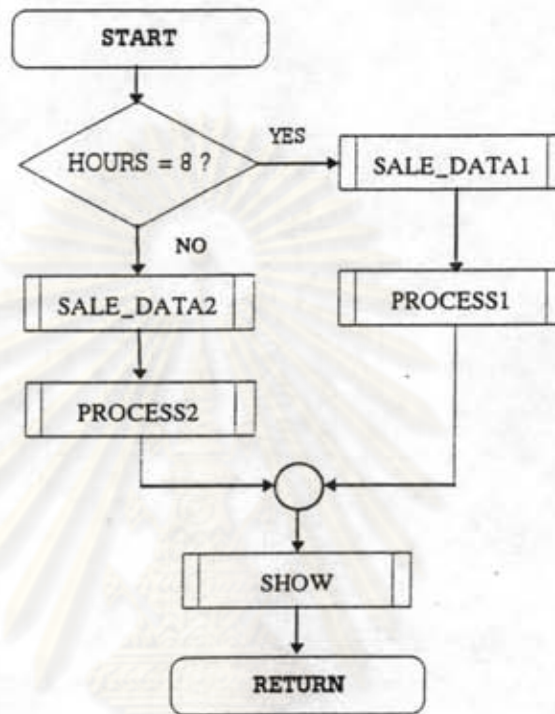 START
HOURS = 8 ?
YES
SALE_DATA1
NO
SALE_DATA2
PROCESS1
PROCESS2
SHOW
RETURN